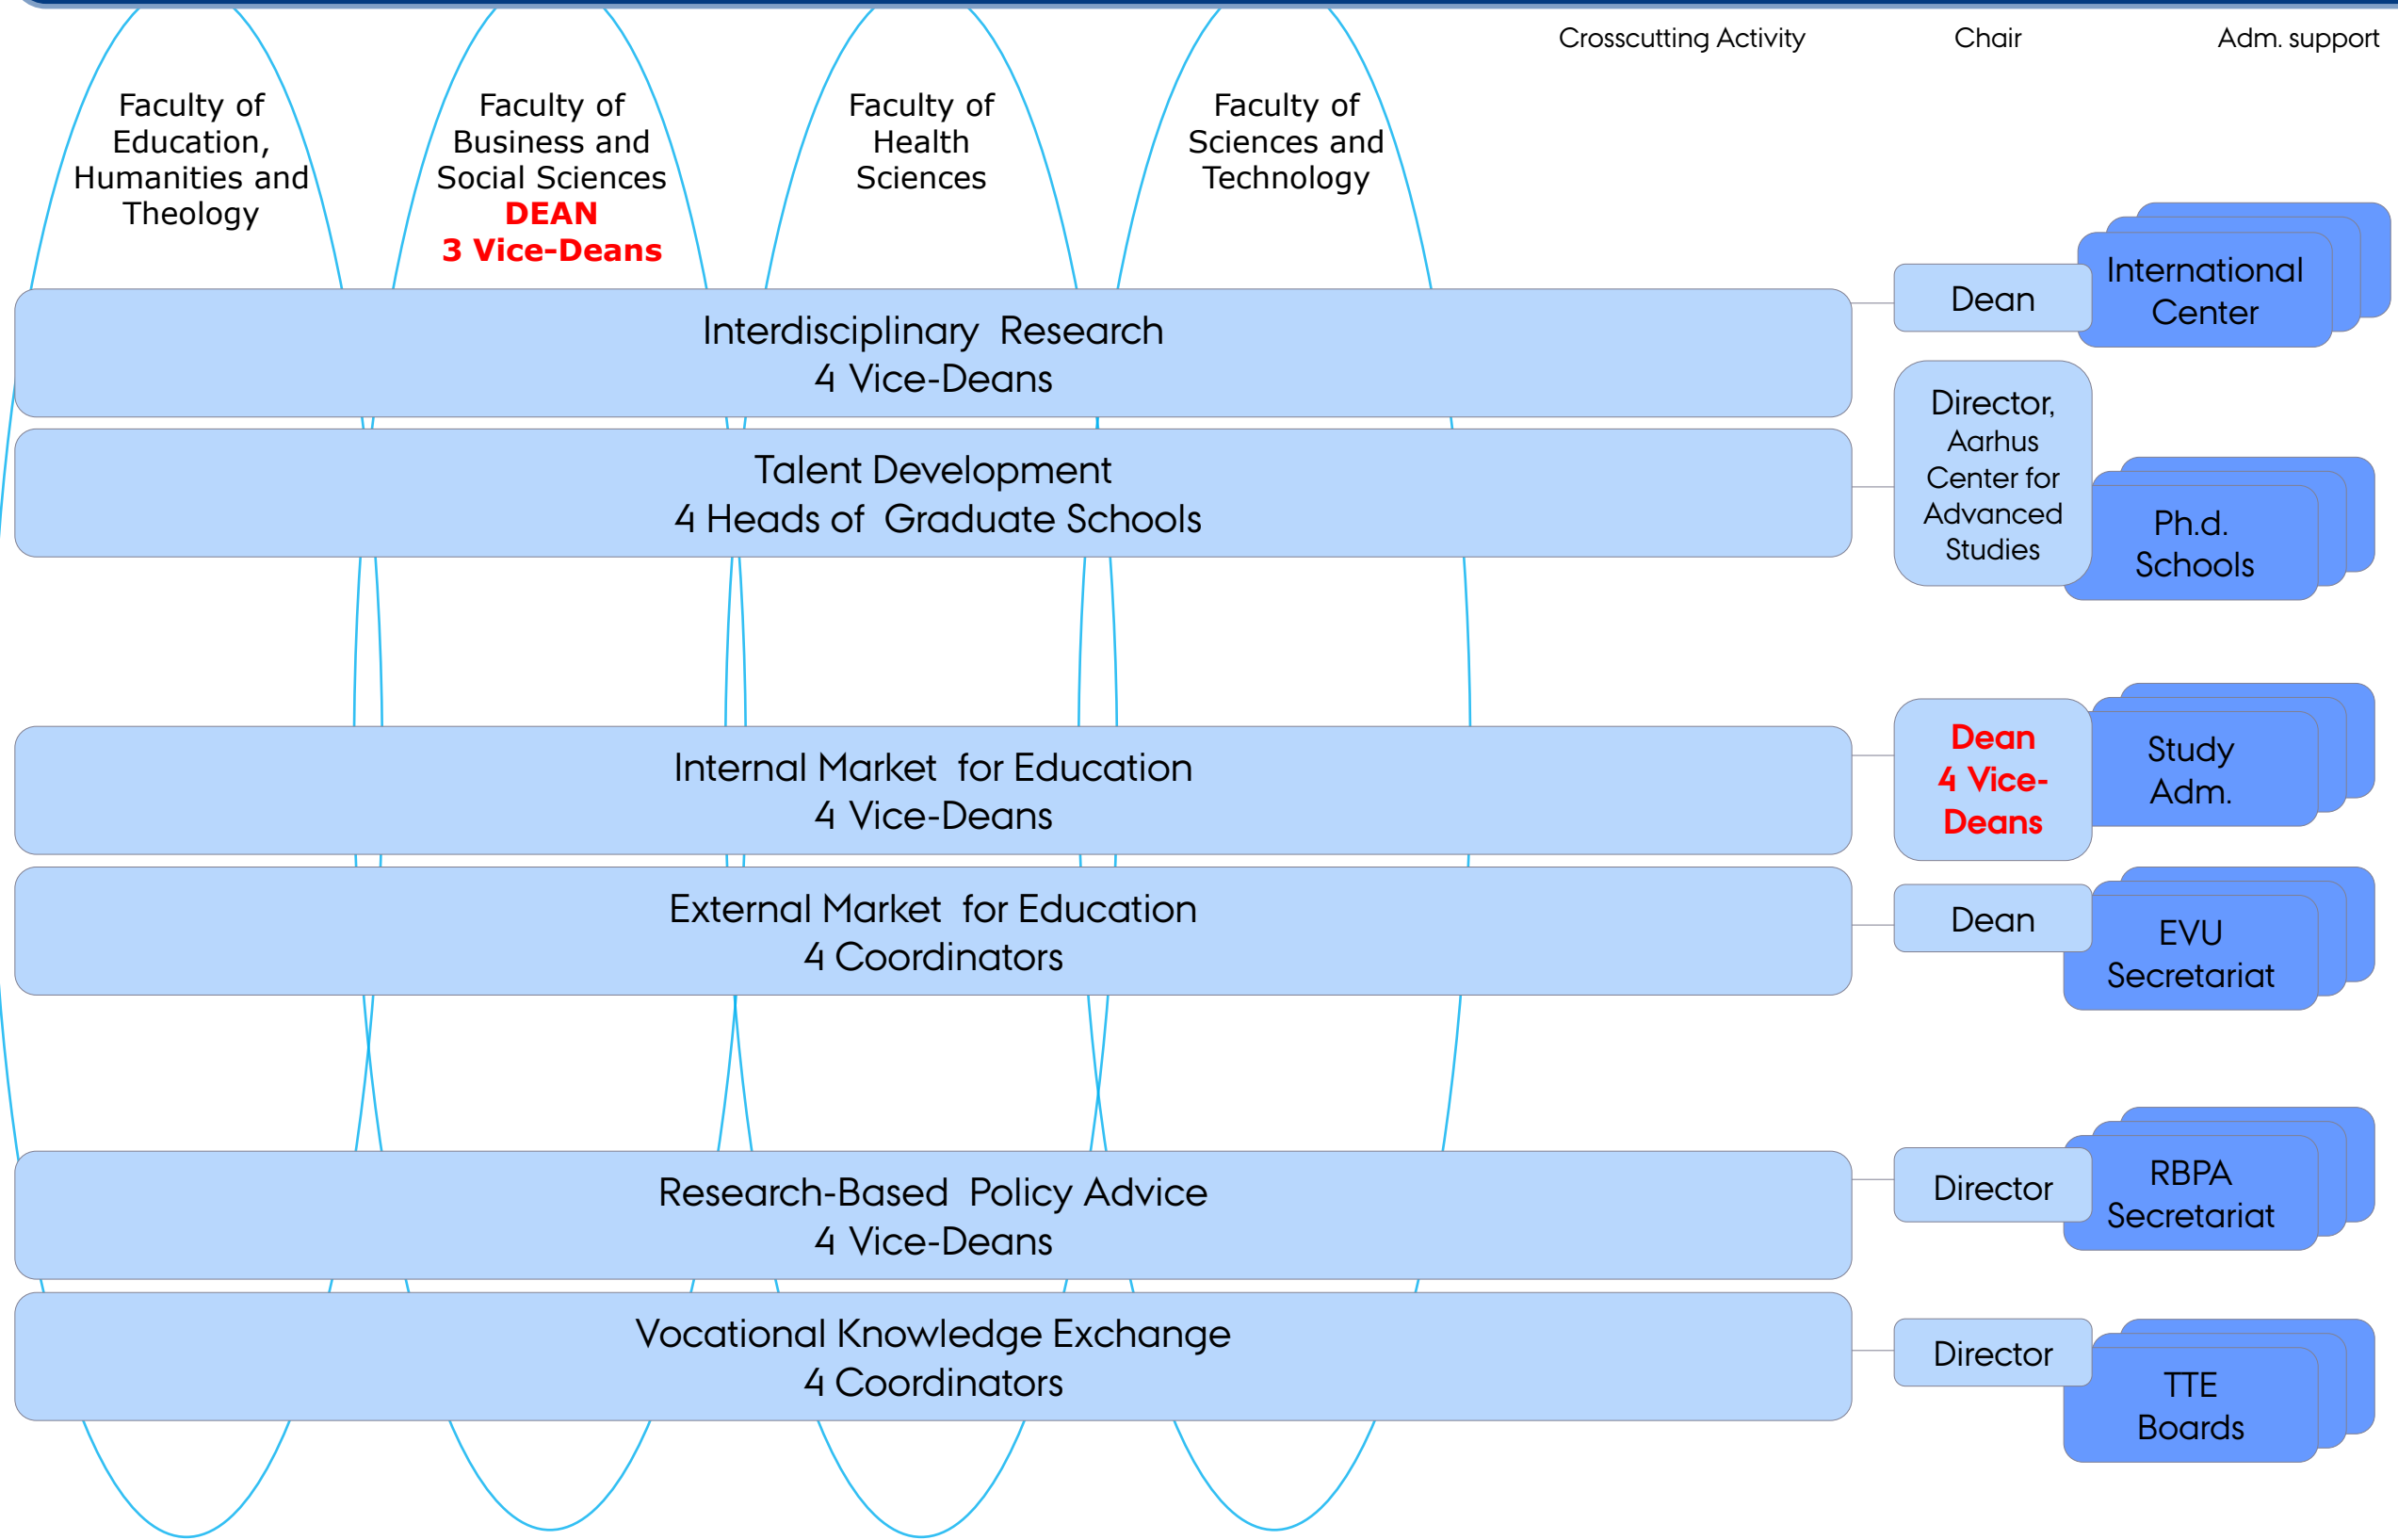 Crosscutting Activity
Chair
Adm. support
Faculty of
Education,
Humanities and
Theology
Faculty of
Business and
Social Sciences
DEAN
3 Vice-Deans
Faculty of
Health
Sciences
Faculty of
Sciences and
Technology
Interdisciplinary Research
4 Vice-Deans
Dean
International
Center
Talent Development
4 Heads of Graduate Schools
Director,
Aarhus
Center for
Advanced
Studies
Ph.d.
Schools
Internal Market for Education
4 Vice-Deans
Dean
4 Vice-
Deans
Study
Adm.
External Market for Education
4 Coordinators
Dean
EVU
Secretariat
Research-Based Policy Advice
4 Vice-Deans
Director
RBPA
Secretariat
Vocational Knowledge Exchange
4 Coordinators
Director
TTE
Boards